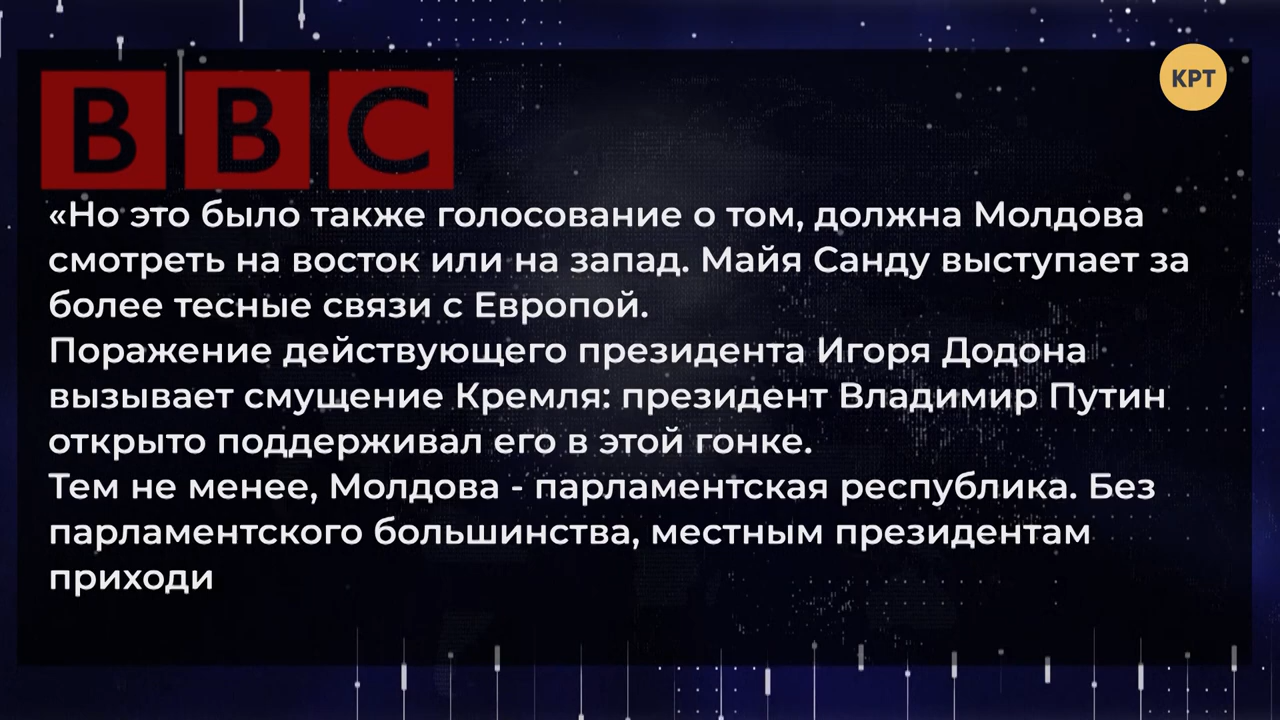 КРТ
BBC
«Но это было также голосование о том, должна Молдова
смотреть на восток или на запад. Майя Санду выступает за
более тесные связи с Европой.
Поражение действующего президента Игоря Додона
вызывает смущение Кремля: президент Владимир Путин
открыто поддерживал его в этой гонке.
Тем не менее, Молдова - парламентская республика. Без
парламентского большинства, местным президентам
приходи